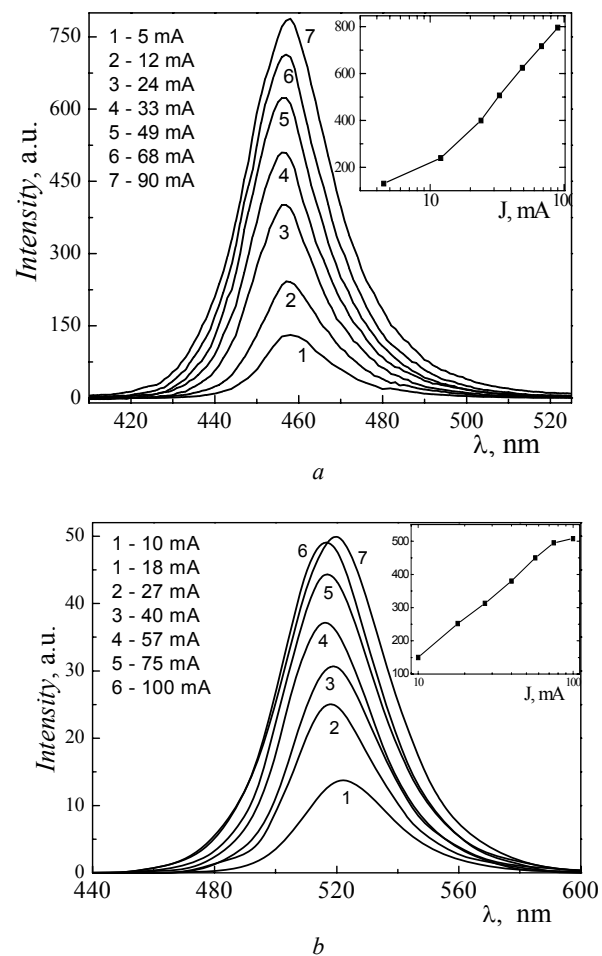 750
600
450
300
150
0
Intensity, a.u.
1 - 5 mA
2 - 12 mA
3 - 24 mA
4 - 33 mA
5 - 49 mA
6 - 68 mA
7 - 90 mA
7
6
5
4
3
2
1
800
600
400
200
10 100
J, mA
420 440 460 480 500 520
λ, nm
a
50
40
30
20
10
0
Intensity, a.u.
1 - 10 mA
1 - 18 mA
2 - 27 mA
3 - 40 mA
4 - 57 mA
5 - 75 mA
6 - 100 mA
6 7
5
4
3
2
1
500
400
300
200
100
10 100
J, mA
440 480 520 560 600
λ, nm
b